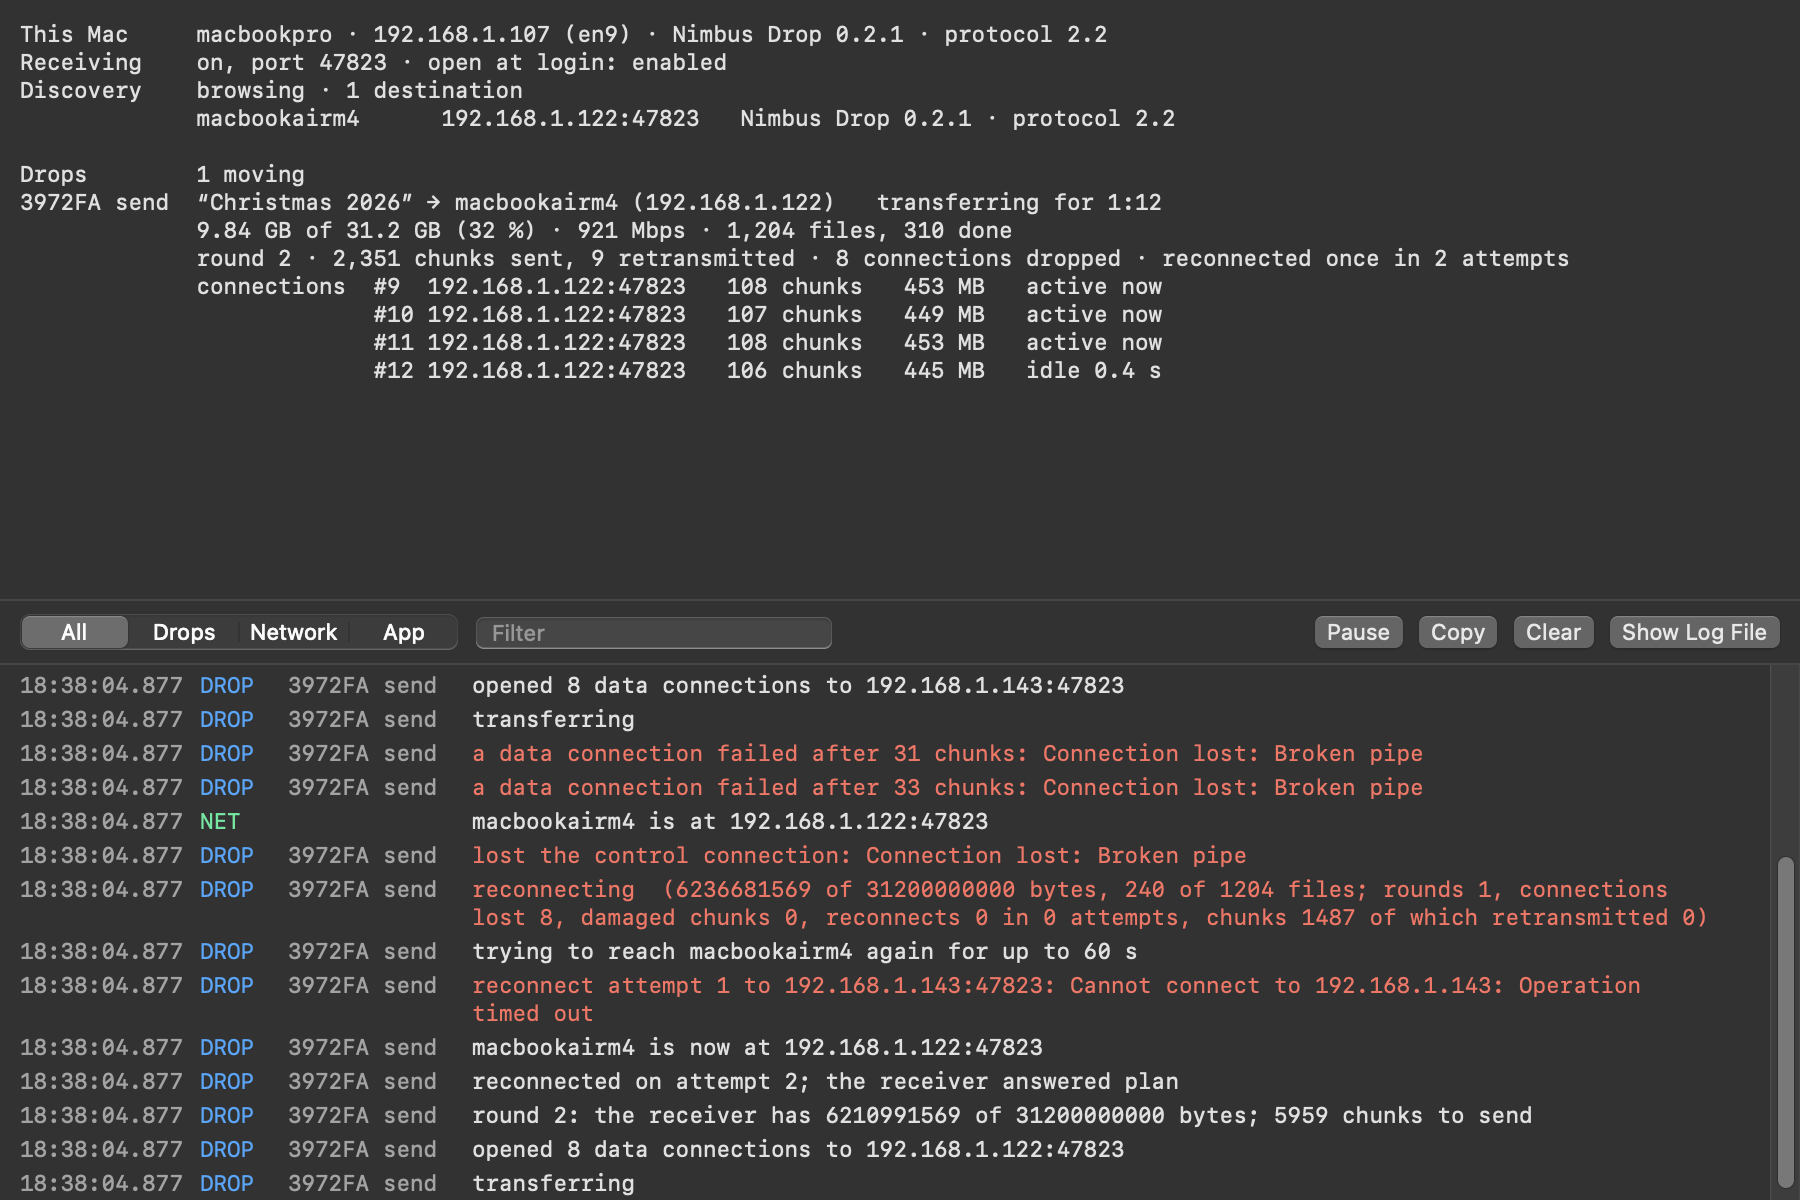 This Mac macbookpro · 192.168.1.107 (en9) · Nimbus Drop 0.2.1 · protocol 2.2
Receiving on, port 47823 · open at login: enabled
Discovery browsing · 1 destination
macbookairm4 192.168.1.122:47823 Nimbus Drop 0.2.1 · protocol 2.2
Drops 1 moving
3972FA send “Christmas 2026” → macbookairm4 (192.168.1.122) transferring for 1:12
9.84 GB of 31.2 GB (32 %) · 921 Mbps · 1,204 files, 310 done
round 2 · 2,351 chunks sent, 9 retransmitted · 8 connections dropped · reconnected once in 2 attempts
connections #9 192.168.1.122:47823 108 chunks 453 MB active now
#10 192.168.1.122:47823 107 chunks 449 MB active now
#11 192.168.1.122:47823 108 chunks 453 MB active now
#12 192.168.1.122:47823 106 chunks 445 MB idle 0.4 s
All Drops Network App Filter Pause Copy Clear Show Log File
18:38:04.877 DROP 3972FA send opened 8 data connections to 192.168.1.143:47823
18:38:04.877 DROP 3972FA send transferring
18:38:04.877 DROP 3972FA send a data connection failed after 31 chunks: Connection lost: Broken pipe
18:38:04.877 DROP 3972FA send a data connection failed after 33 chunks: Connection lost: Broken pipe
18:38:04.877 NET macbookairm4 is at 192.168.1.122:47823
18:38:04.877 DROP 3972FA send lost the control connection: Connection lost: Broken pipe
18:38:04.877 DROP 3972FA send reconnecting (6236681569 of 31200000000 bytes, 240 of 1204 files; rounds 1, connections
lost 8, damaged chunks 0, reconnects 0 in 0 attempts, chunks 1487 of which retransmitted 0)
18:38:04.877 DROP 3972FA send trying to reach macbookairm4 again for up to 60 s
18:38:04.877 DROP 3972FA send reconnect attempt 1 to 192.168.1.143:47823: Cannot connect to 192.168.1.143: Operation
timed out
18:38:04.877 DROP 3972FA send macbookairm4 is now at 192.168.1.122:47823
18:38:04.877 DROP 3972FA send reconnected on attempt 2; the receiver answered plan
18:38:04.877 DROP 3972FA send round 2: the receiver has 6210991569 of 31200000000 bytes; 5959 chunks to send
18:38:04.877 DROP 3972FA send opened 8 data connections to 192.168.1.122:47823
18:38:04.877 DROP 3972FA send transferring